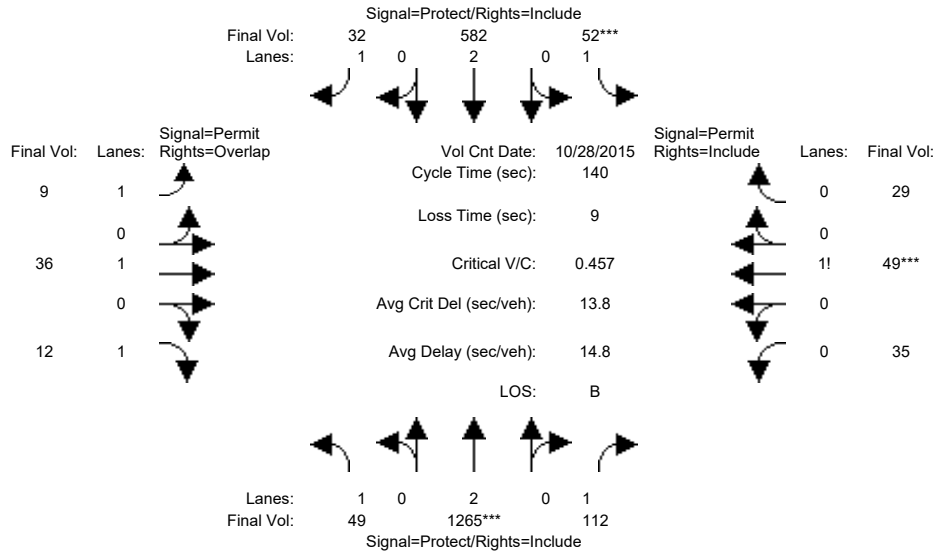 Signal=Protect/Rights=Include
Final Vol: 32 582 52***
Lanes: 1 0 2 0 1
Signal=Permit
Final Vol: Lanes: Rights=Overlap
Vol Cnt Date: 10/28/2015
Signal=Permit
Rights=Include Lanes: Final Vol:
Cycle Time (sec): 140
9 1
0 29
Loss Time (sec): 9
0
0
36 1
Critical V/C: 0.457
1! 49***
0
Avg Crit Del (sec/veh): 13.8
0
12 1
Avg Delay (sec/veh): 14.8
0 35
LOS: B
Lanes: 1 0 2 0 1
Final Vol: 49 1265*** 112
Signal=Protect/Rights=Include